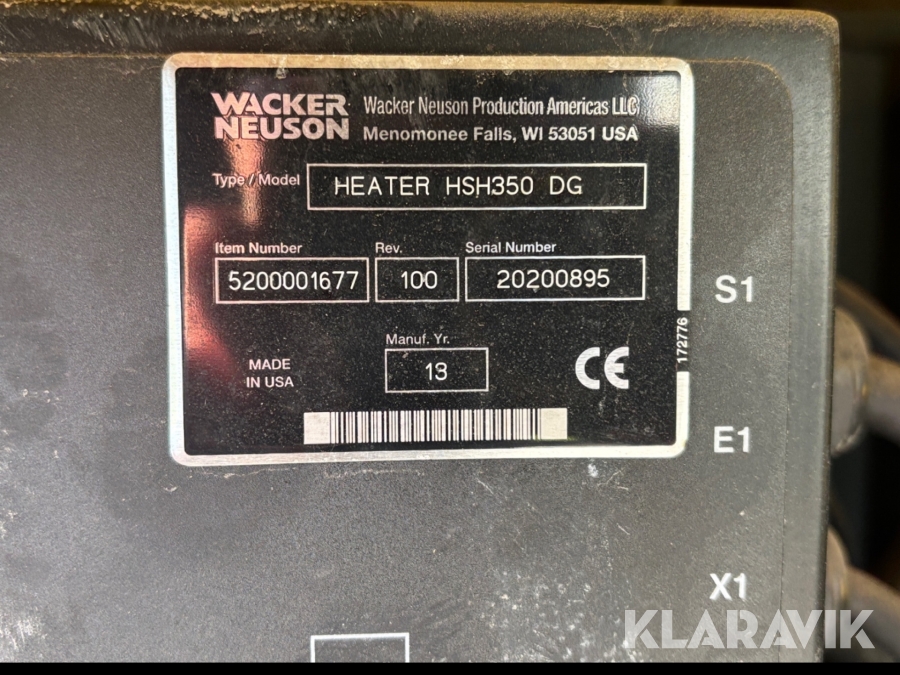 WACKER
NEUSON
Wacker Neuson Production Americas LLC
Menomonee Falls, WI 53051 USA
Type/Model
HEATER HSH350 DG
Item Number
Rev.
Serial Number
5200001677
100
20200895
S1
172776
Manuf. Yr.
13
MADE
IN USA
CE
E1
X1
KLARAVIK